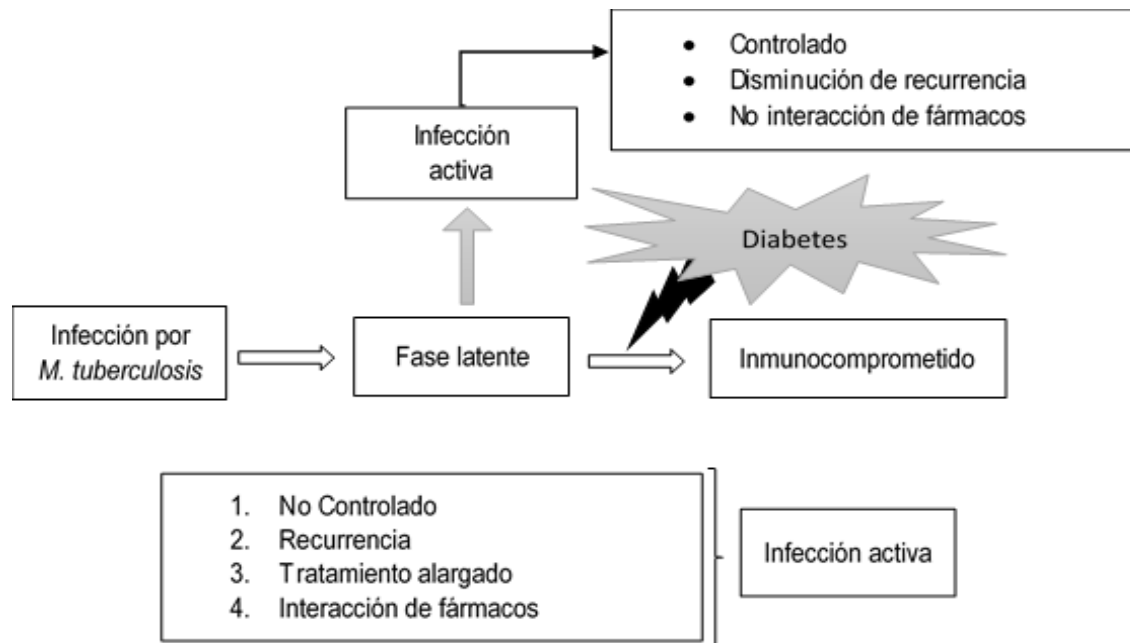 • Controlado
• Disminución de recurrencia
• No interacción de fármacos
Infección
activa
Diabetes
Infección por
M. tuberculosis
Fase latente
Inmunocomprometido
1. No Controlado
2. Recurrencia
3. Tratamiento alargado
4. Interacción de fármacos
Infección activa